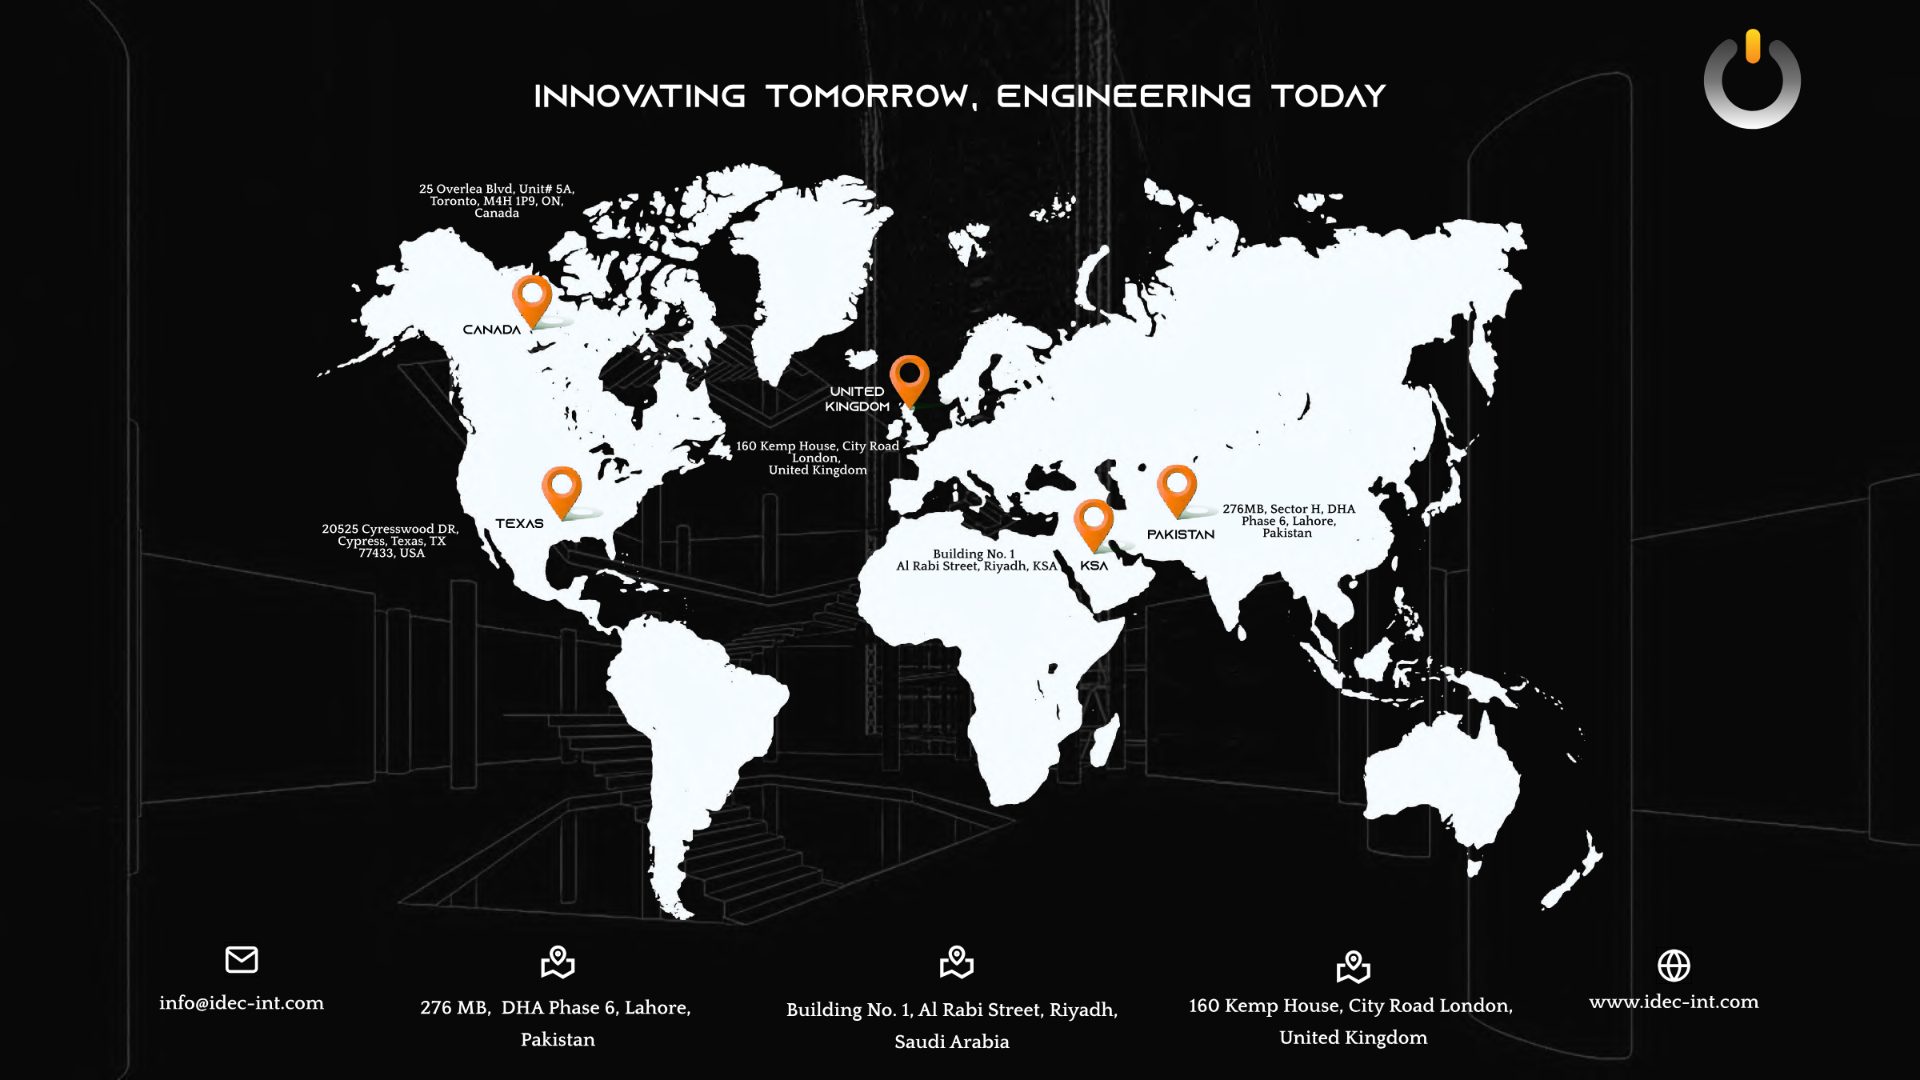 INNOVATING TOMORROW, ENGINEERING TODAY
25 Overlea Blvd, Unit# 5A,
Toronto, M4H 1P9, ON,
Canada
CANADA
UNITED
KINGDOM
160 Kemp House, City Road
London,
United Kingdom
TEXAS
20525 Cyresswood DR,
Cypress, Texas, TX
77433, USA
PAKISTAN
276MB, Sector H, DHA
Phase 6, Lahore,
Pakistan
Building No. 1
Al Rabi Street, Riyadh, KSA
KSA
info@idec-int.com
276 MB, DHA Phase 6, Lahore,
Pakistan
Building No. 1, Al Rabi Street, Riyadh,
Saudi Arabia
160 Kemp House, City Road London,
United Kingdom
www.idec-int.com